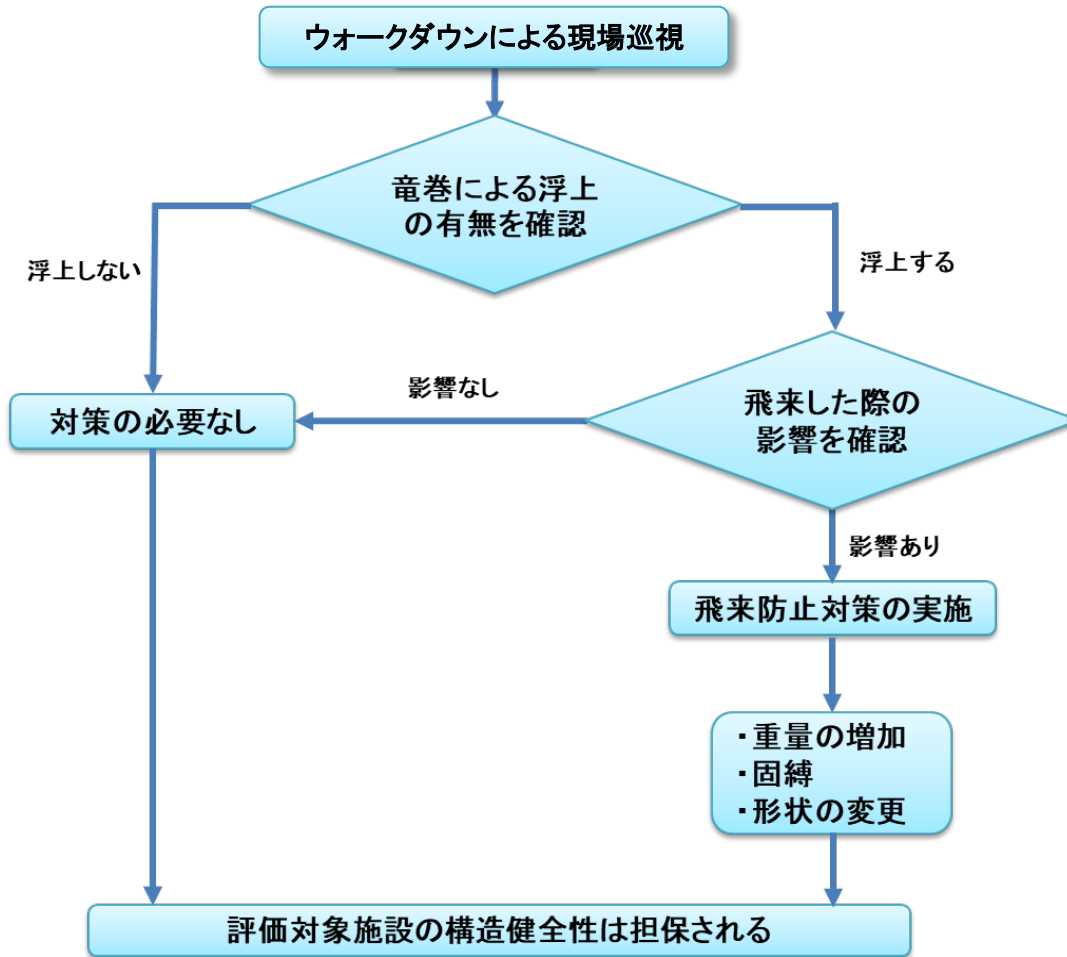 ウォークダウンによる現場巡視
竜巻による浮上
の有無を確認
浮上しない
浮上する
影響なし
対策の必要なし
飛来した際の
影響を確認
影響あり
飛来防止対策の実施
・重量の増加
・固縛
・形状の変更
評価対象施設の構造健全性は担保される